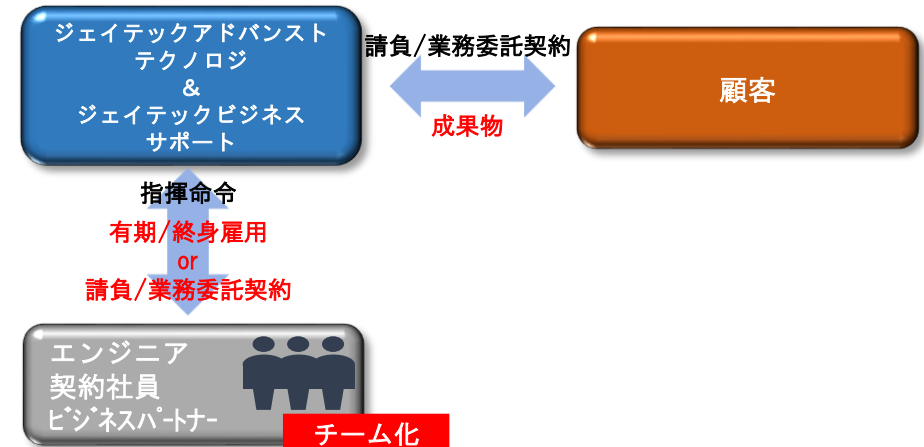 ジェイテックアドバンスト
テクノロジ
&
ジェイテックビジネス
サポート
請負/業務委託契約
成果物
顧客
指揮命令
有期/終身雇用
or
請負/業務委託契約
エンジニア
契約社員
ﾋﾞｼﾞﾈｽﾊﾟｰﾄﾅｰ
チーム化